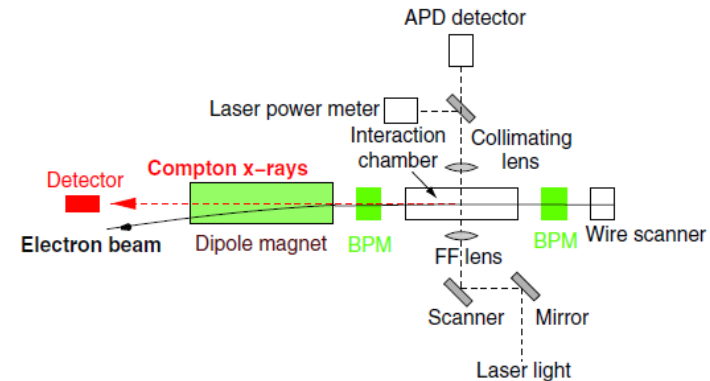 APD detector
Laser power meter
Interaction
chamber
Collimating
lens
Compton x-rays
Detector
Electron beam
Dipole magnet
BPM
FF lens
BPM
Wire scanner
Scanner
Mirror
Laser light